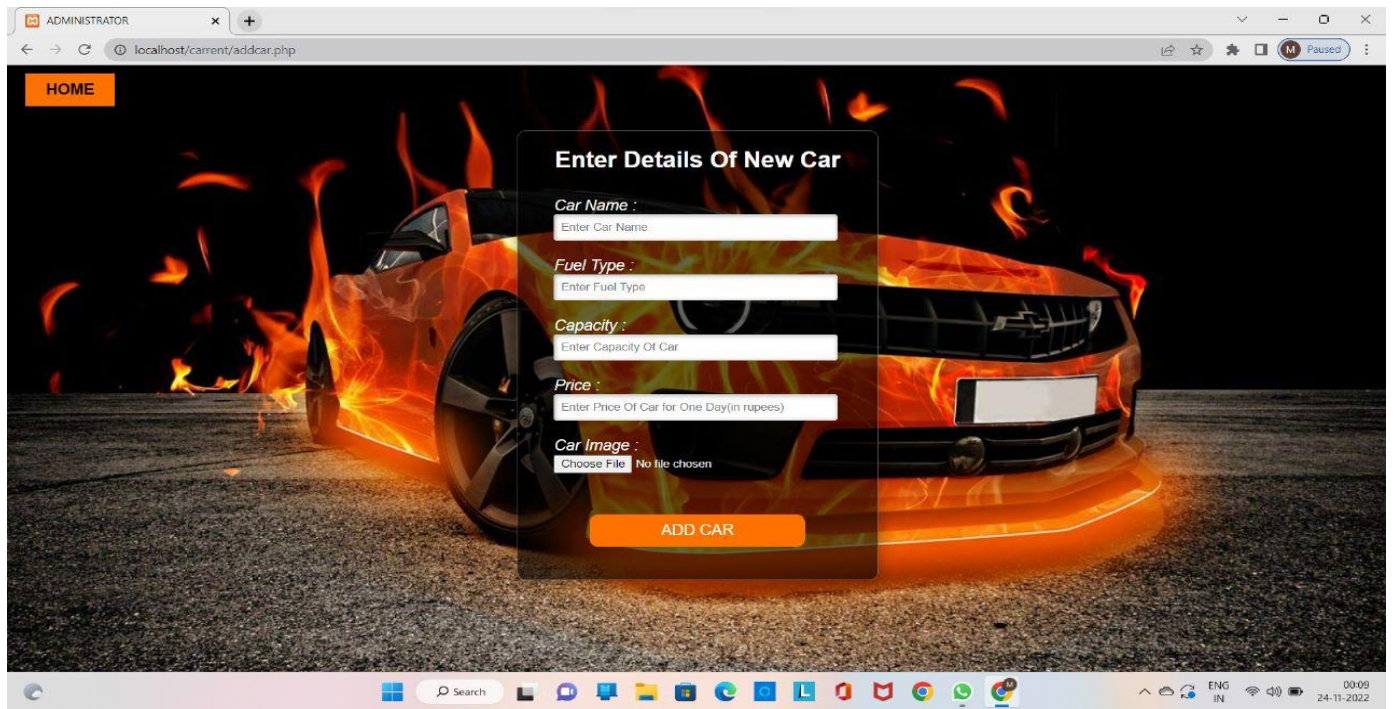 ADMINISTRATOR
localhost/carrent/addcar.php
M Paused
HOME
Enter Details Of New Car
Car Name :
Enter Car Name
Fuel Type :
Enter Fuel Type
Capacity :
Enter Capacity Of Car
Price :
Enter Price Of Car for One Day(in rupees)
Car Image :
Choose File No file chosen
ADD CAR
Search
L
M
ENG
IN
00:09
24-11-2022